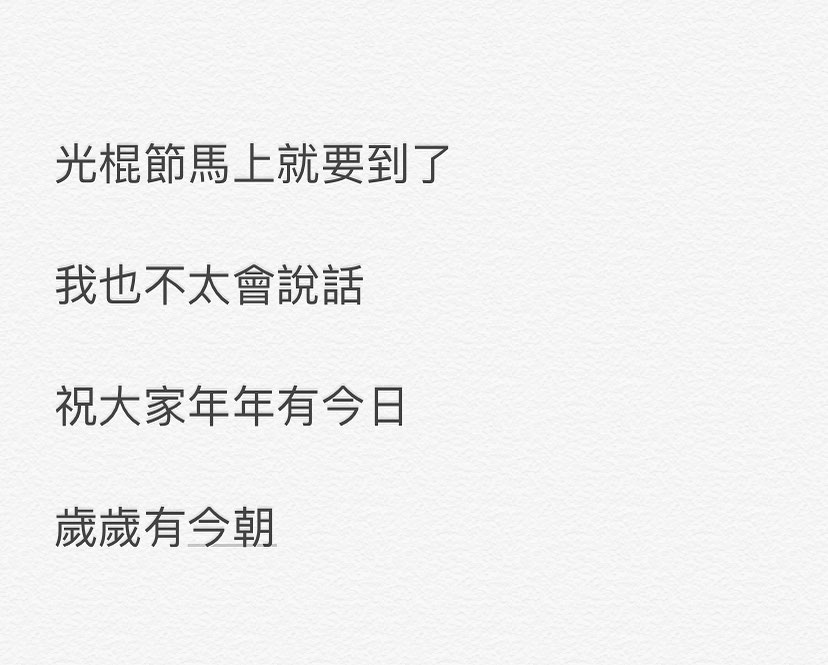 光棍節馬上就要到了
我也不太會說話
祝大家年年有今日
歲歲有今朝